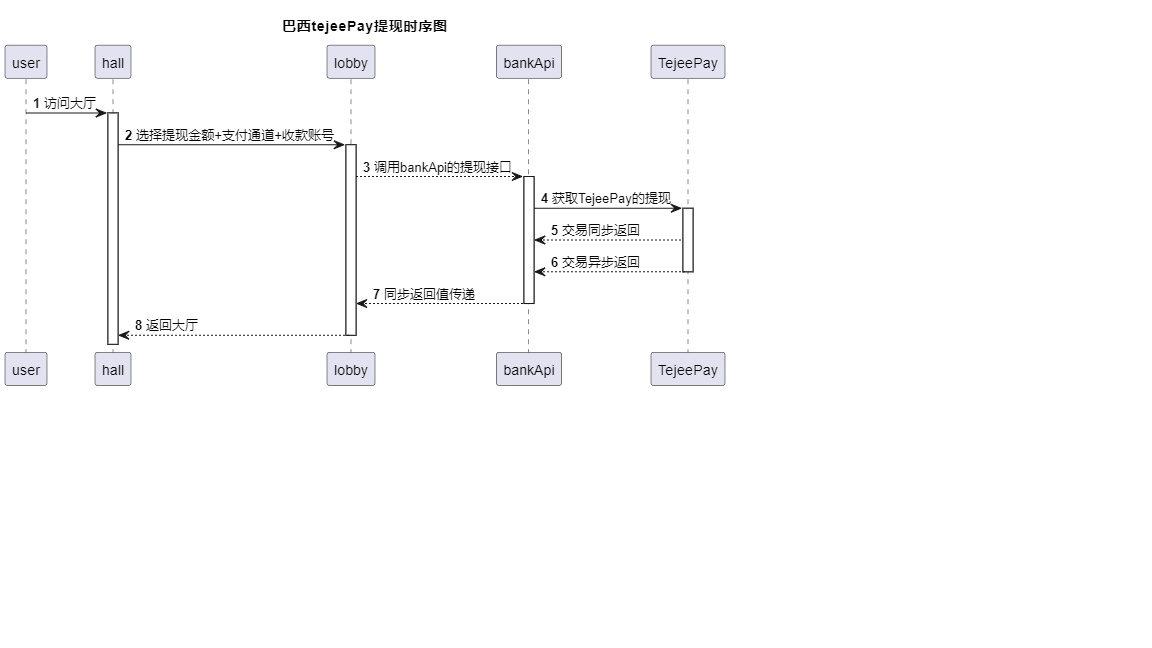 巴西tejeePay提现时序图
user
hall
lobby
bankApi
TejeePay
1 访问大厅
2 选择提现金额+支付通道+收款账号
3 调用bankApi的提现接口
4 获取TejeePay的提现
5 交易同步返回
6 交易异步返回
7 同步返回值传递
8 返回大厅
user
hall
lobby
bankApi
TejeePay